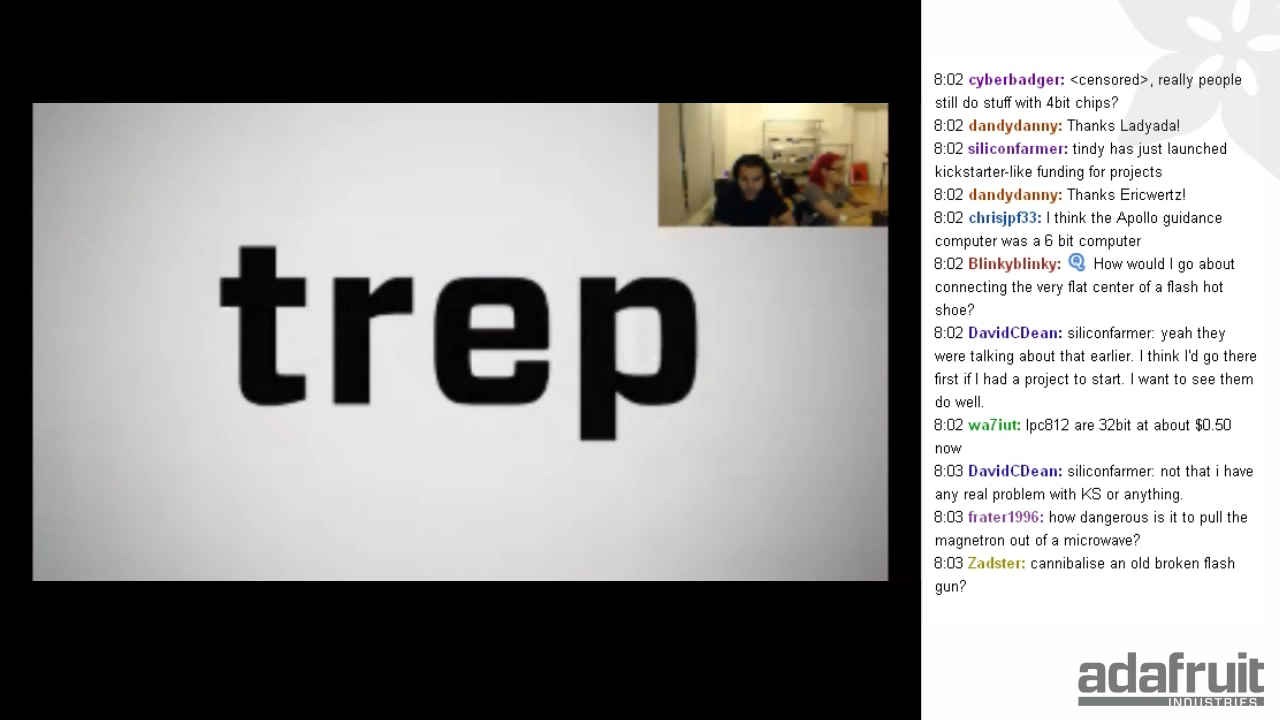 trep
8:02 cyberbadger: <censored>, really people
still do stuff with 4bit chips?
8:02 dandydanny: Thanks Ladyada!
8:02 siliconfarmer: tindy has just launched
kickstarter-like funding for projects
8:02 dandydanny: Thanks Ericwertz!
8:02 chrisjpf33: I think the Apollo guidance
computer was a 6 bit computer
8:02 Blinkyblinky: How would I go about
connecting the very flat center of a flash hot
shoe?
8:02 DavidCDean: siliconfarmer: yeah they
were talking about that earlier. I think I'd go there
first if I had a project to start. I want to see them
do well.
8:02 wa7iut: lpc812 are 32bit at about $0.50
now
8:03 DavidCDean: siliconfarmer: not that i have
any real problem with KS or anything.
8:03 frater1996: how dangerous is it to pull the
magnetron out of a microwave?
8:03 Zadster: cannibalise an old broken flash
gun?
adafruit
INDUSTRIES